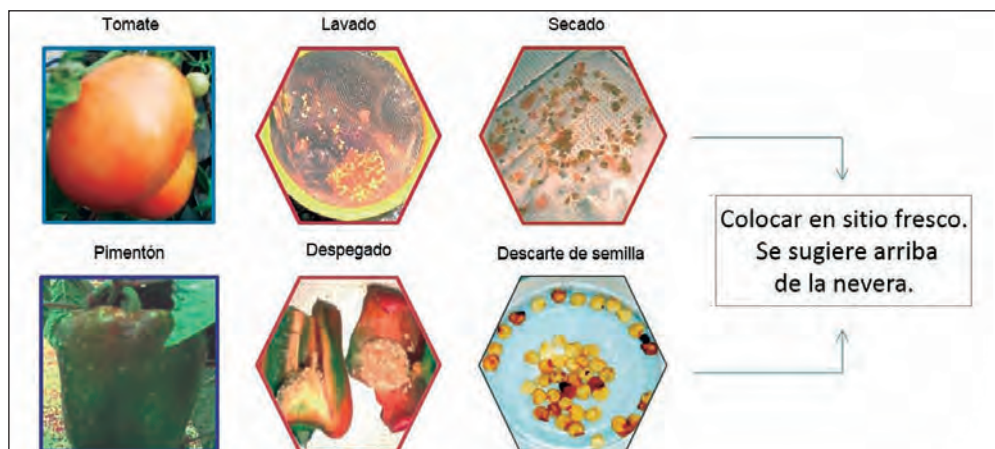 Tomate
Lavado
Secado
Pimentón
Despegado
Descarte de semilla
Colocar en sitio fresco.
Se sugiere arriba
de la nevera.